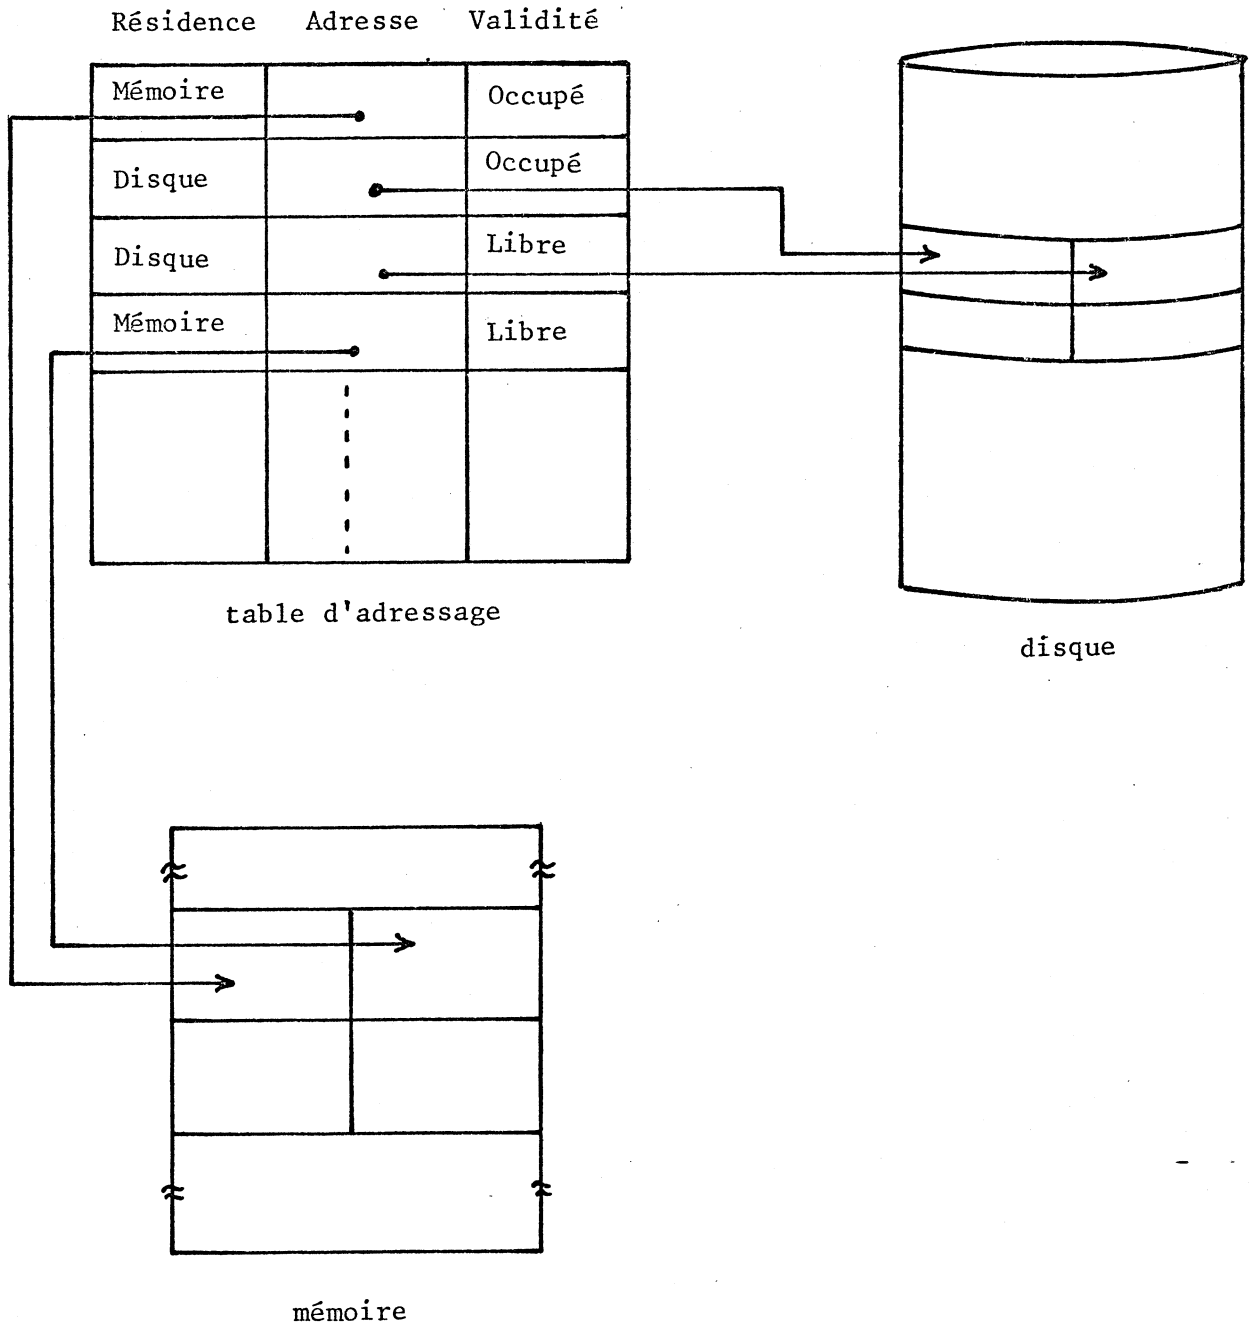 Résidence Adresse Validité
Mémoire Occupé
Disque Occupé
Disque Libre
Mémoire Libre
table d'adressage
disque
mémoire